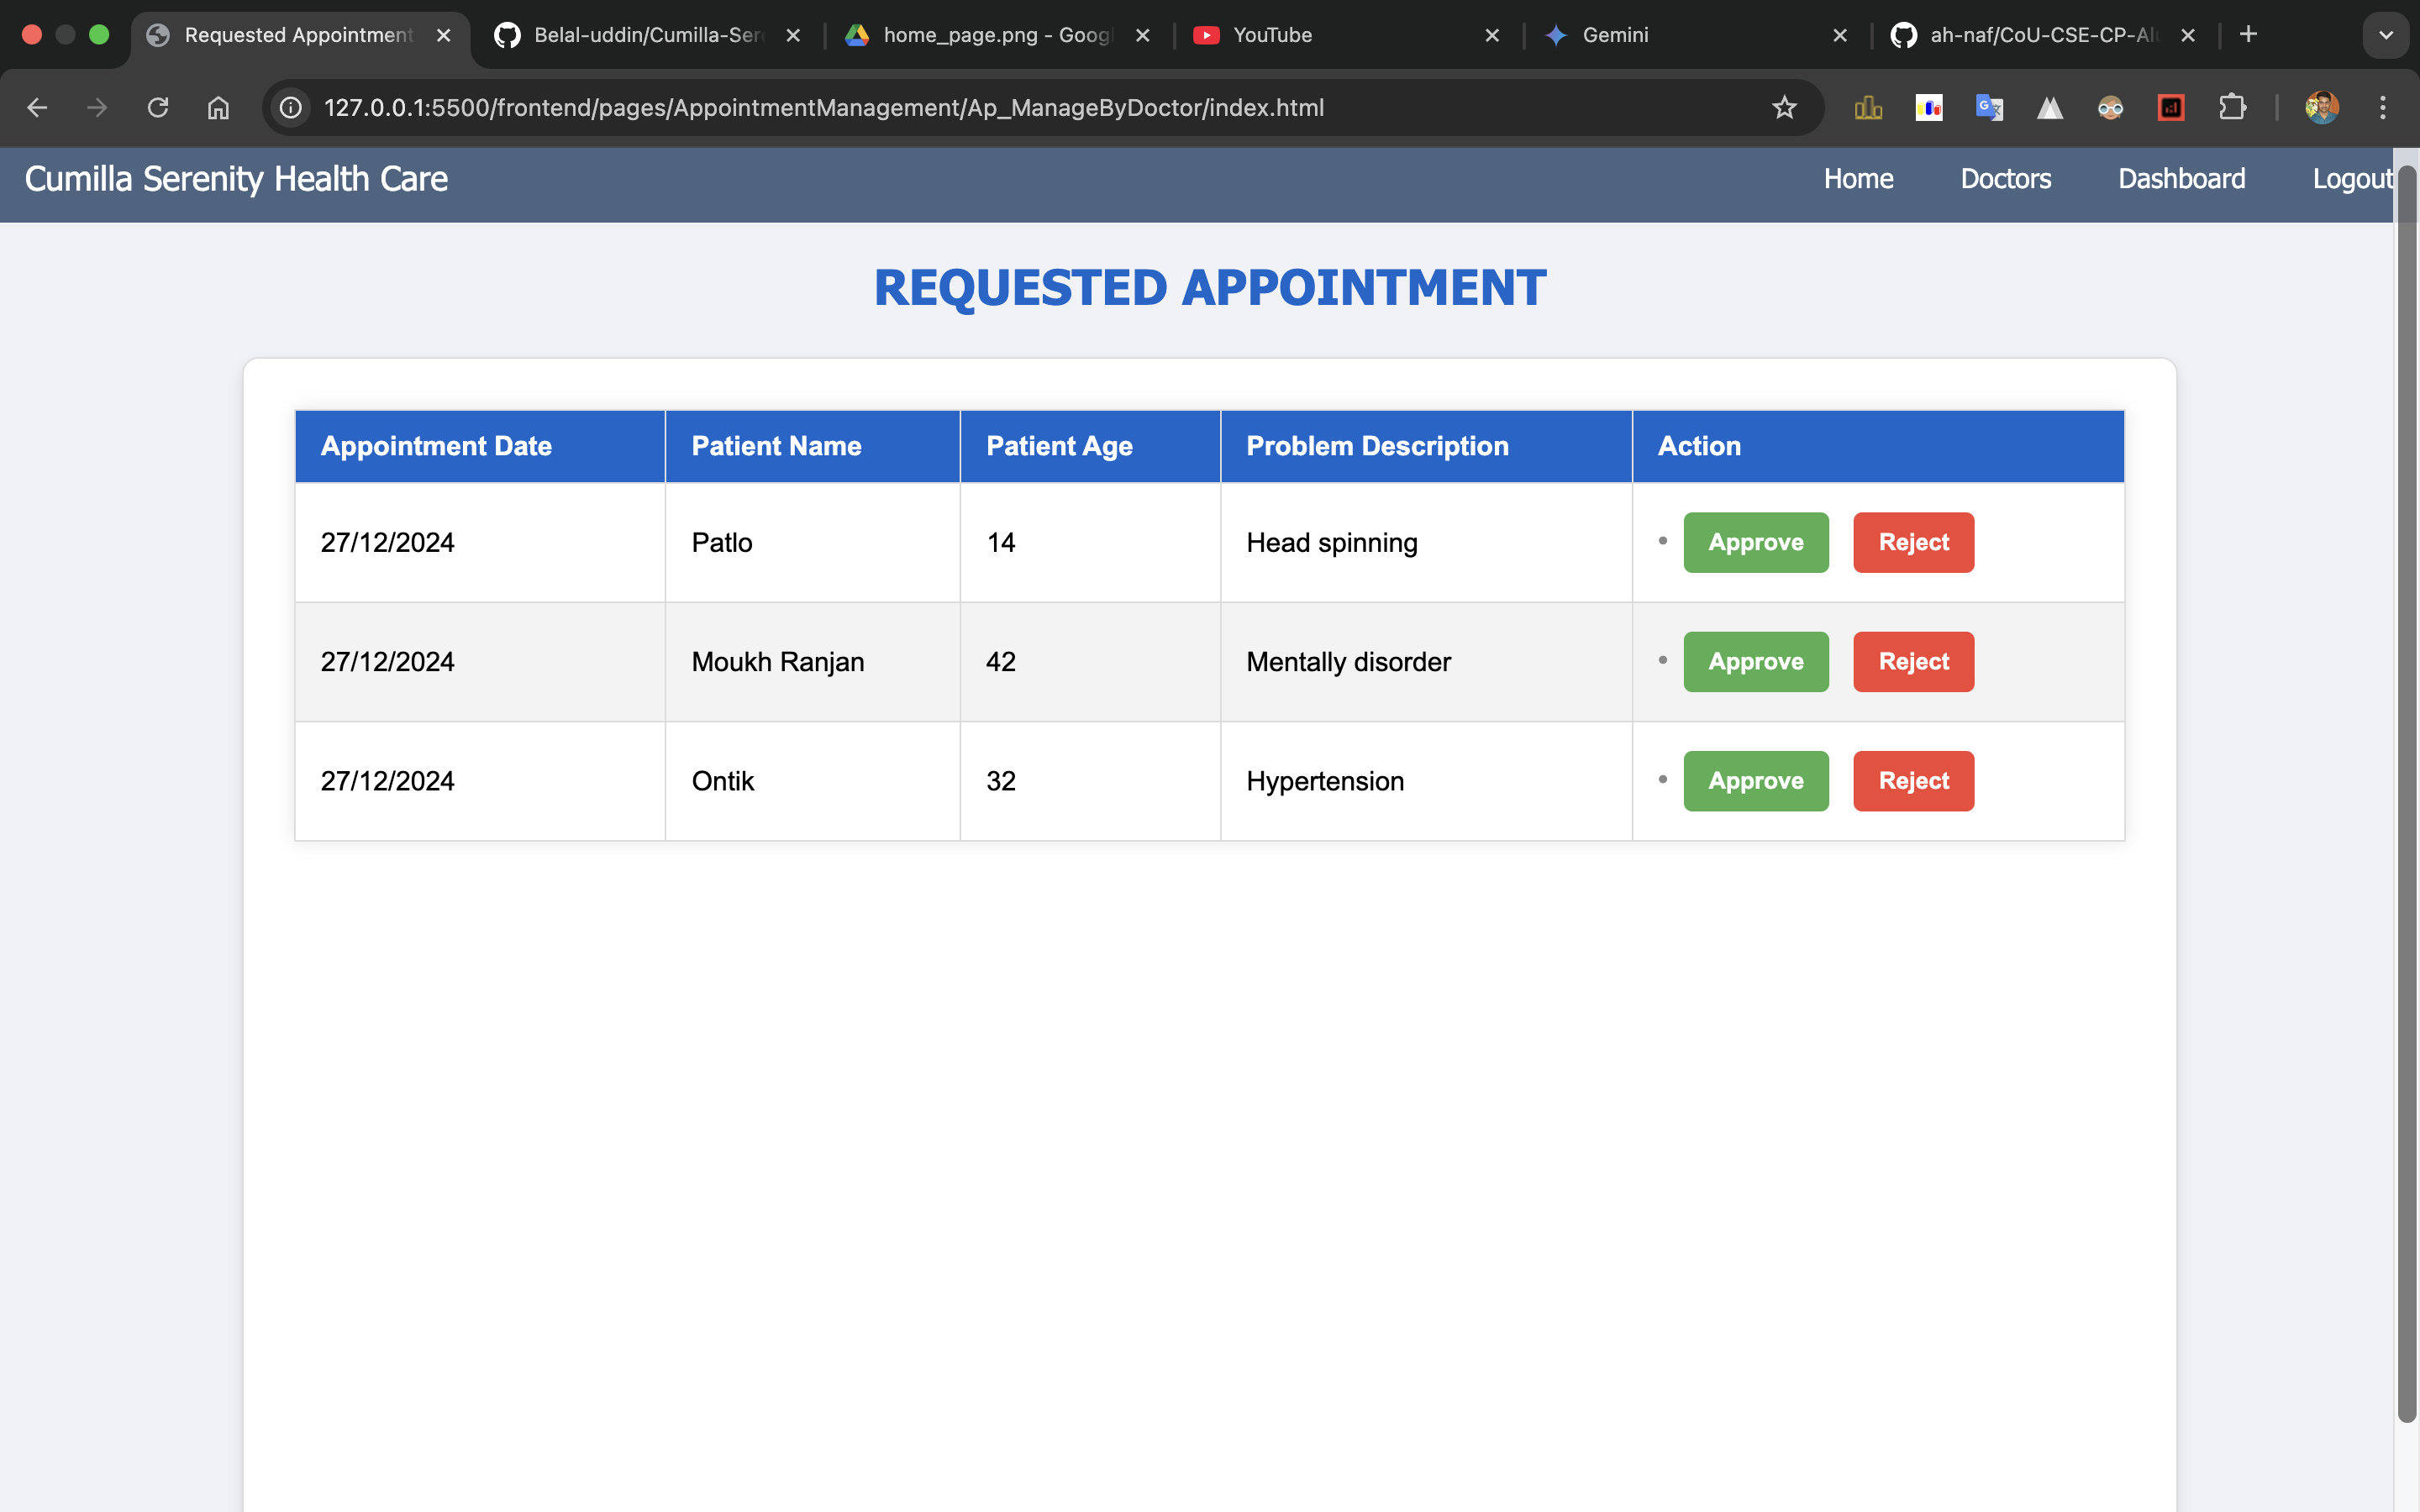 Requested Appointment
Belal-uddin/Cumilla-Ser
home_page.png - Googl
YouTube
Gemini
ah-naf/CoU-CSE-CP-Al
127.0.0.1:5500/frontend/pages/AppointmentManagement/Ap_ManageByDoctor/index.html
Cumilla Serenity Health Care Home Doctors Dashboard Logout
REQUESTED APPOINTMENT
Appointment Date Patient Name Patient Age Problem Description Action
27/12/2024 Patlo 14 Head spinning • Approve Reject
27/12/2024 Moukh Ranjan 42 Mentally disorder • Approve Reject
27/12/2024 Ontik 32 Hypertension • Approve Reject